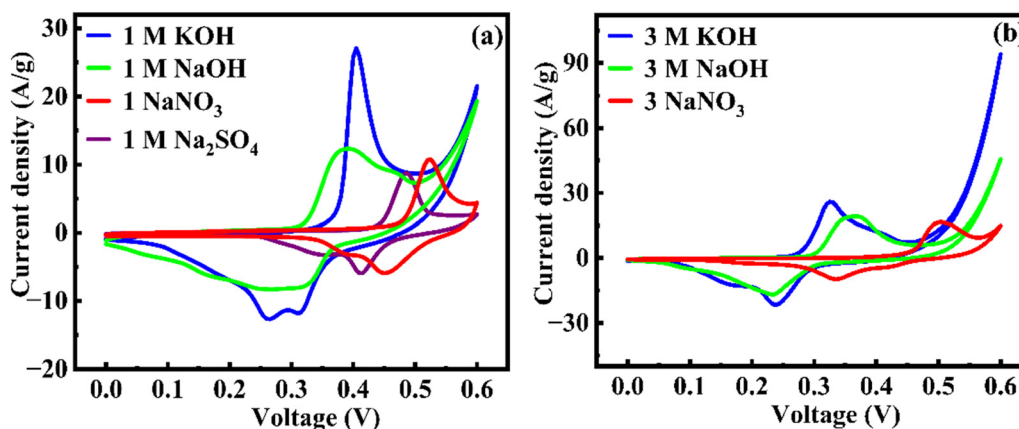 (a)
1 M KOH
1 M NaOH
1 NaNO₃
1 M Na₂SO₄
Current density (A/g)
30
20
10
0
−10
−20
0.0 0.1 0.2 0.3 0.4 0.5 0.6
Voltage (V)
(b)
3 M KOH
3 M NaOH
3 NaNO₃
Current density (A/g)
90
60
30
0
−30
0.0 0.1 0.2 0.3 0.4 0.5 0.6
Voltage (V)